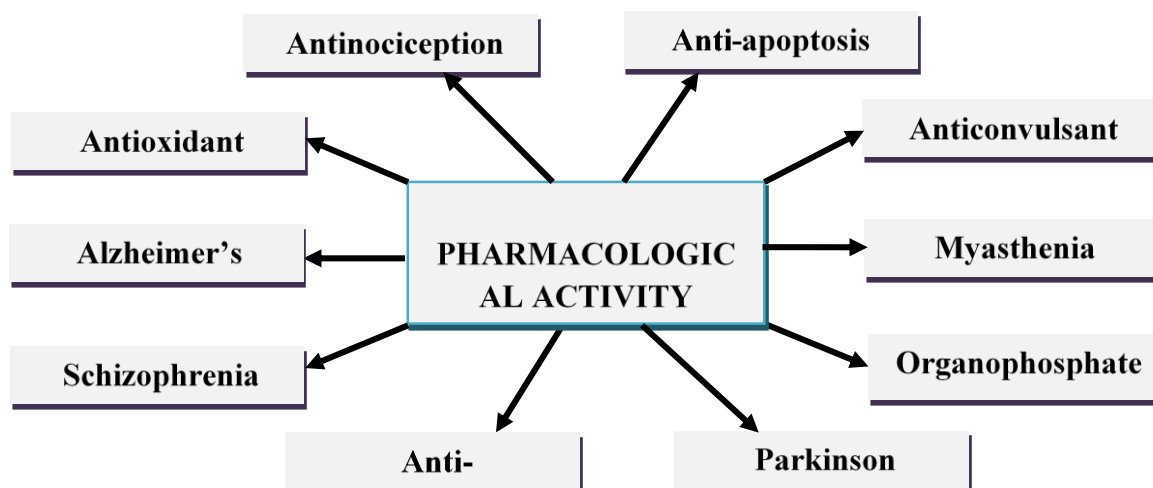 Antinociception
Anti-apoptosis
Antioxidant
Anticonvulsant
Alzheimer’s
PHARMACOLOGIC
AL ACTIVITY
Myasthenia
Schizophrenia
Organophosphate
Anti-
Parkinson